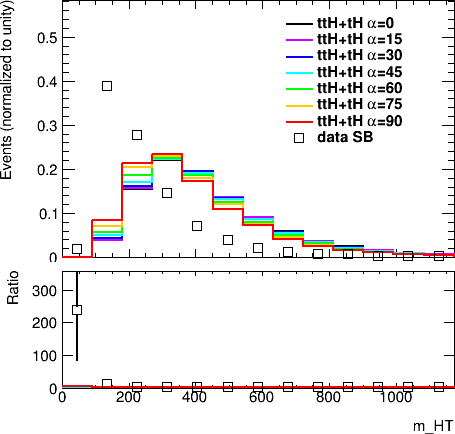 Events (normalized to unity)
0.5
0.4
0.3
0.2
0.1
0
ttH+tH α=0
ttH+tH α=15
ttH+tH α=30
ttH+tH α=45
ttH+tH α=60
ttH+tH α=75
ttH+tH α=90
data SB
Ratio
300
200
100
0
0 200 400 600 800 1000
m_HT